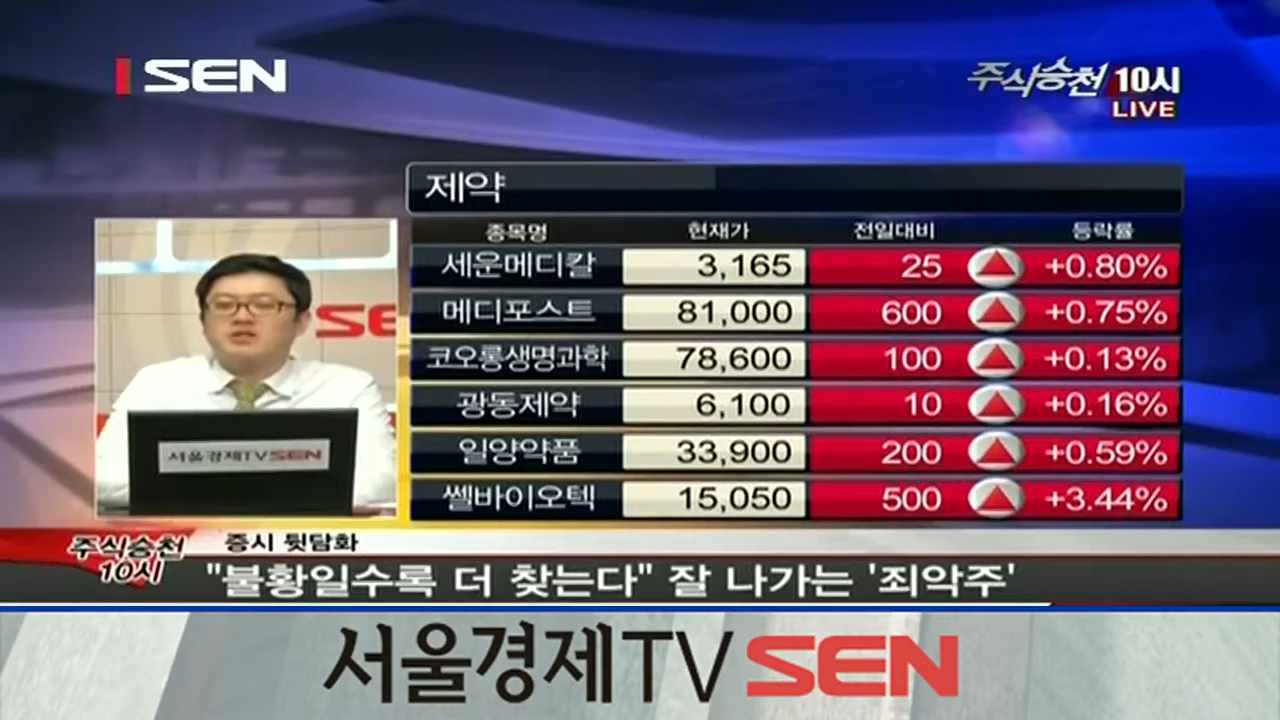 SEN
주식승천 10시
LIVE
제약
종목명 현재가 전일대비 등락률
세운메디칼 3,165 25 +0.80%
메디포스트 81,000 600 +0.75%
코오롱생명과학 78,600 100 +0.13%
광동제약 6,100 10 +0.16%
일양약품 33,900 200 +0.59%
쎌바이오텍 15,050 500 +3.44%
SE
서울경제TV SEN
주식승천
10시
증시 뒷담화
"불황일수록 더 찾는다" 잘 나가는 '죄악주'
서울경제TV SEN